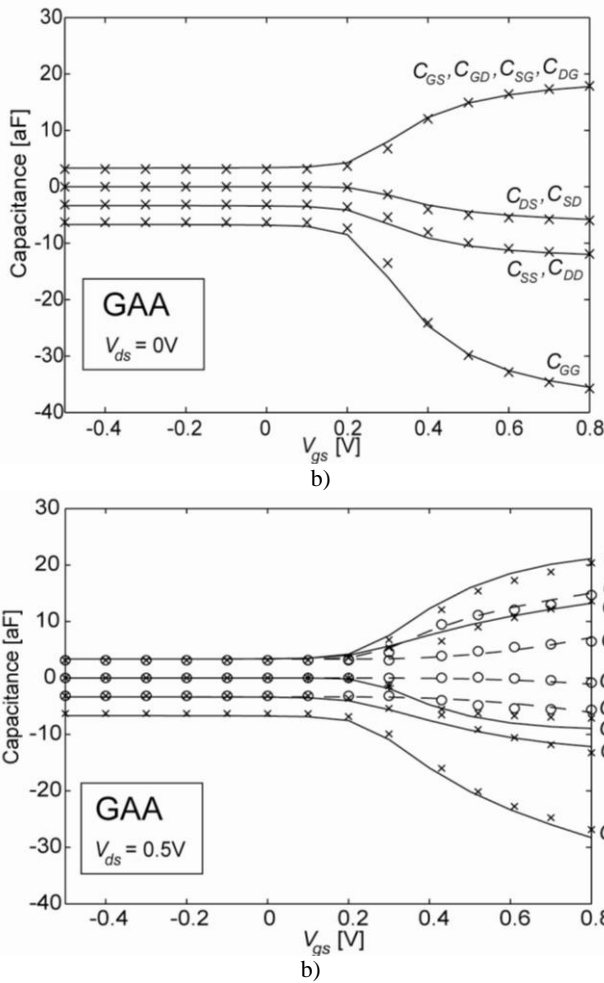 30
20
10
0
-10
-20
-30
-40
Capacitance [aF]
C_GS, C_GD, C_SG, C_DG
C_DS, C_SD
C_SS, C_DD
C_GG
GAA
V_ds = 0V
-0.4 -0.2 0 0.2 0.4 0.6 0.8
V_gs [V]
b)
30
20
10
0
-10
-20
-30
-40
Capacitance [aF]
GAA
V_ds = 0.5V
-0.4 -0.2 0 0.2 0.4 0.6 0.8
V_gs [V]
b)